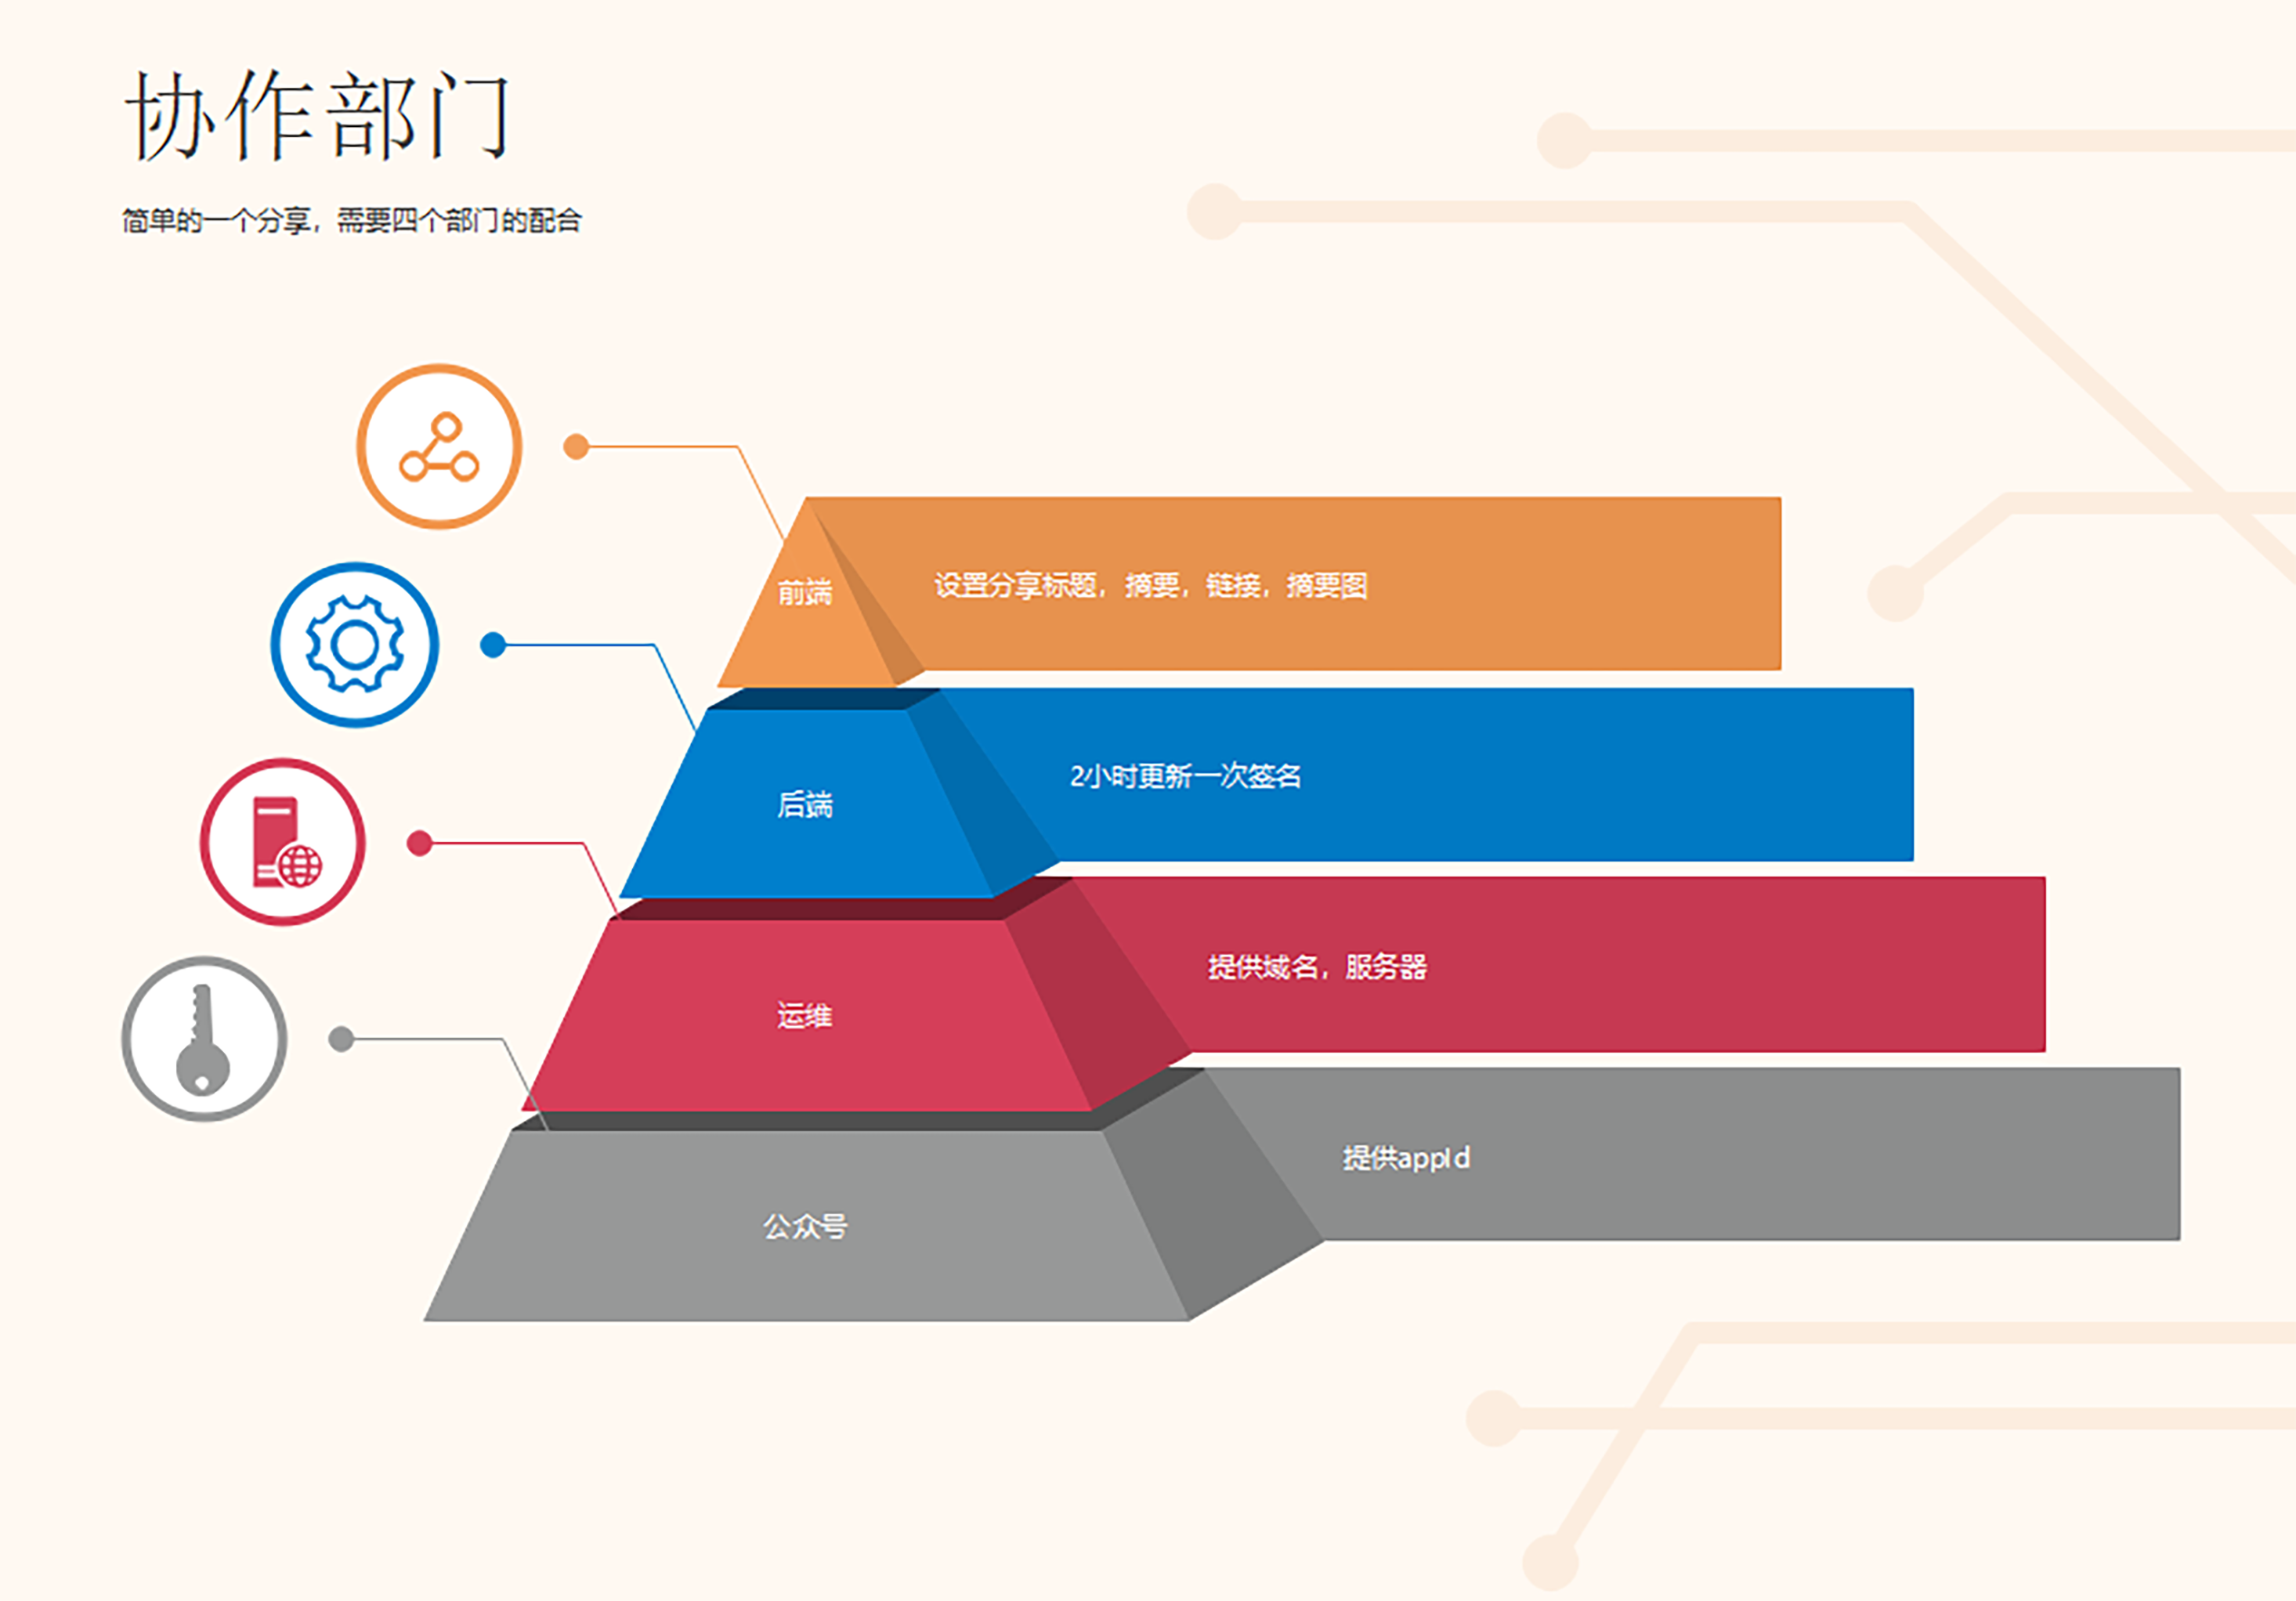 协作部门
简单的一个分享，需要四个部门的配合
前端
设置分享标题，摘要，链接，摘要图
后端
2小时更新一次签名
运维
提供域名，服务器
公众号
提供appId